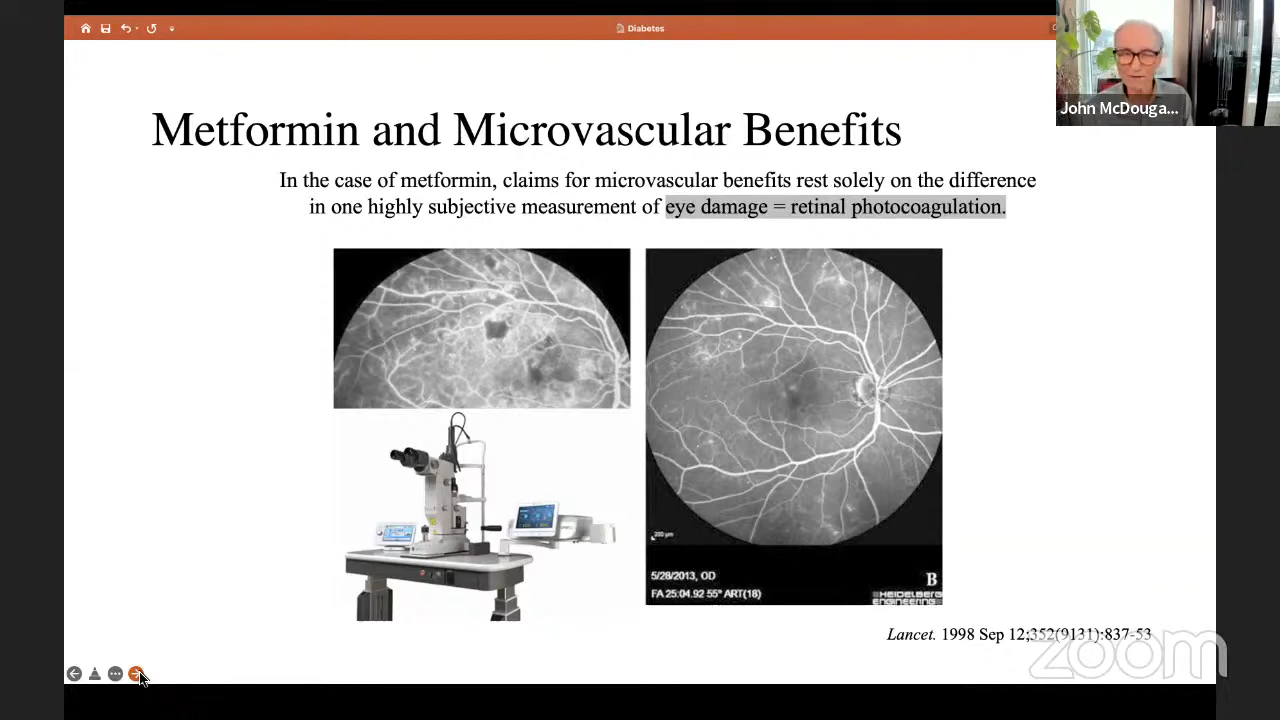 Diabetes
John McDouga...
Metformin and Microvascular Benefits
In the case of metformin, claims for microvascular benefits rest solely on the difference
in one highly subjective measurement of eye damage = retinal photocoagulation.
200 µm
5/28/2013, OD
FA 25:04.92 55° ART(18)
B
HEIDELBERG
ENGINEERING
Lancet. 1998 Sep 12;352(9131):837-53
zoom